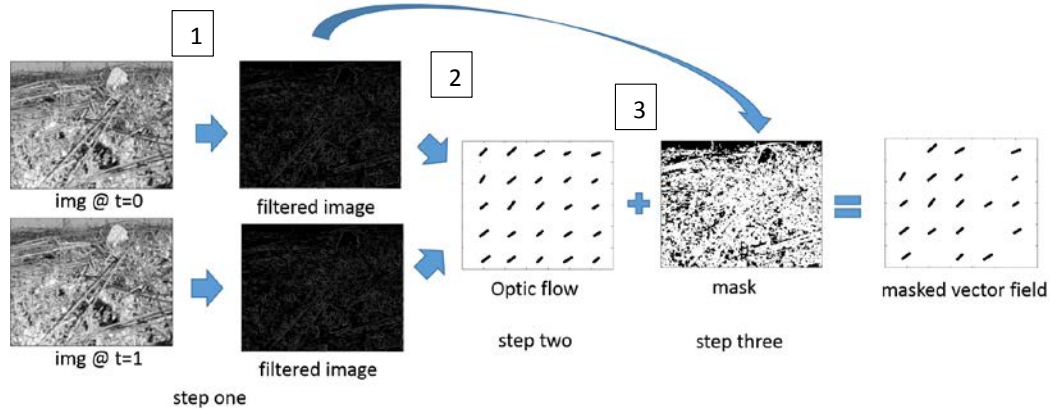 1
2
3
img @ t=0
filtered image
img @ t=1
filtered image
Optic flow
mask
masked vector field
step one
step two
step three